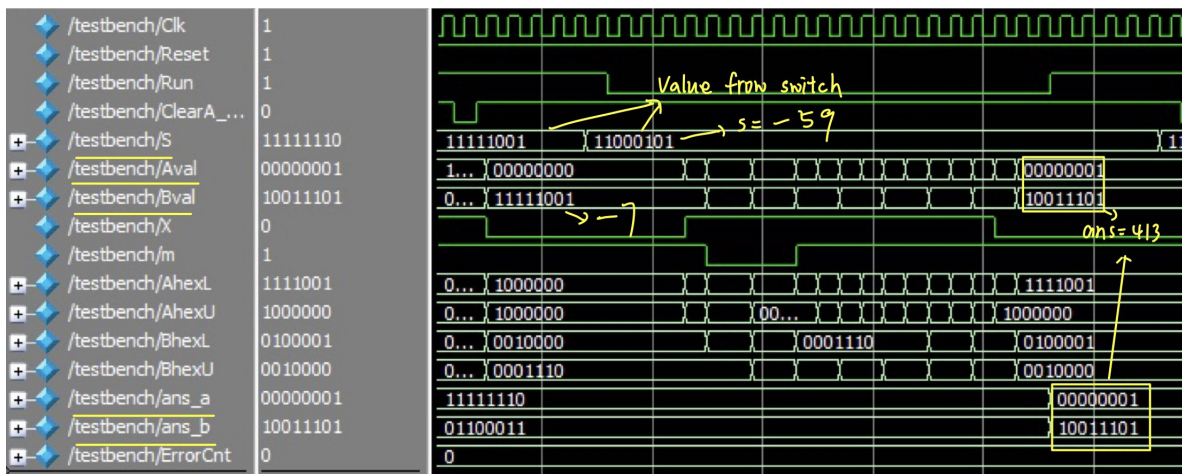 /testbench/Clk 1
/testbench/Reset 1
/testbench/Run 1
Value from switch
/testbench/ClearA_... 0
s = - 59
/testbench/S 11111110 11111001 11000101 11
/testbench/Aval 00000001 1... 00000000 00000001
/testbench/Bval 10011101 0... 11111001 10011101
-7
/testbench/X 0
ans=413
/testbench/m 1
/testbench/AhexL 1111001 0... 1000000 1111001
/testbench/AhexU 1000000 0... 1000000 00... 1000000
/testbench/BhexL 0100001 0... 0010000 0001110 0100001
/testbench/BhexU 0010000 0... 0001110 0010000
/testbench/ans_a 00000001 11111110 00000001
/testbench/ans_b 10011101 01100011 10011101
/testbench/ErrorCnt 0 0